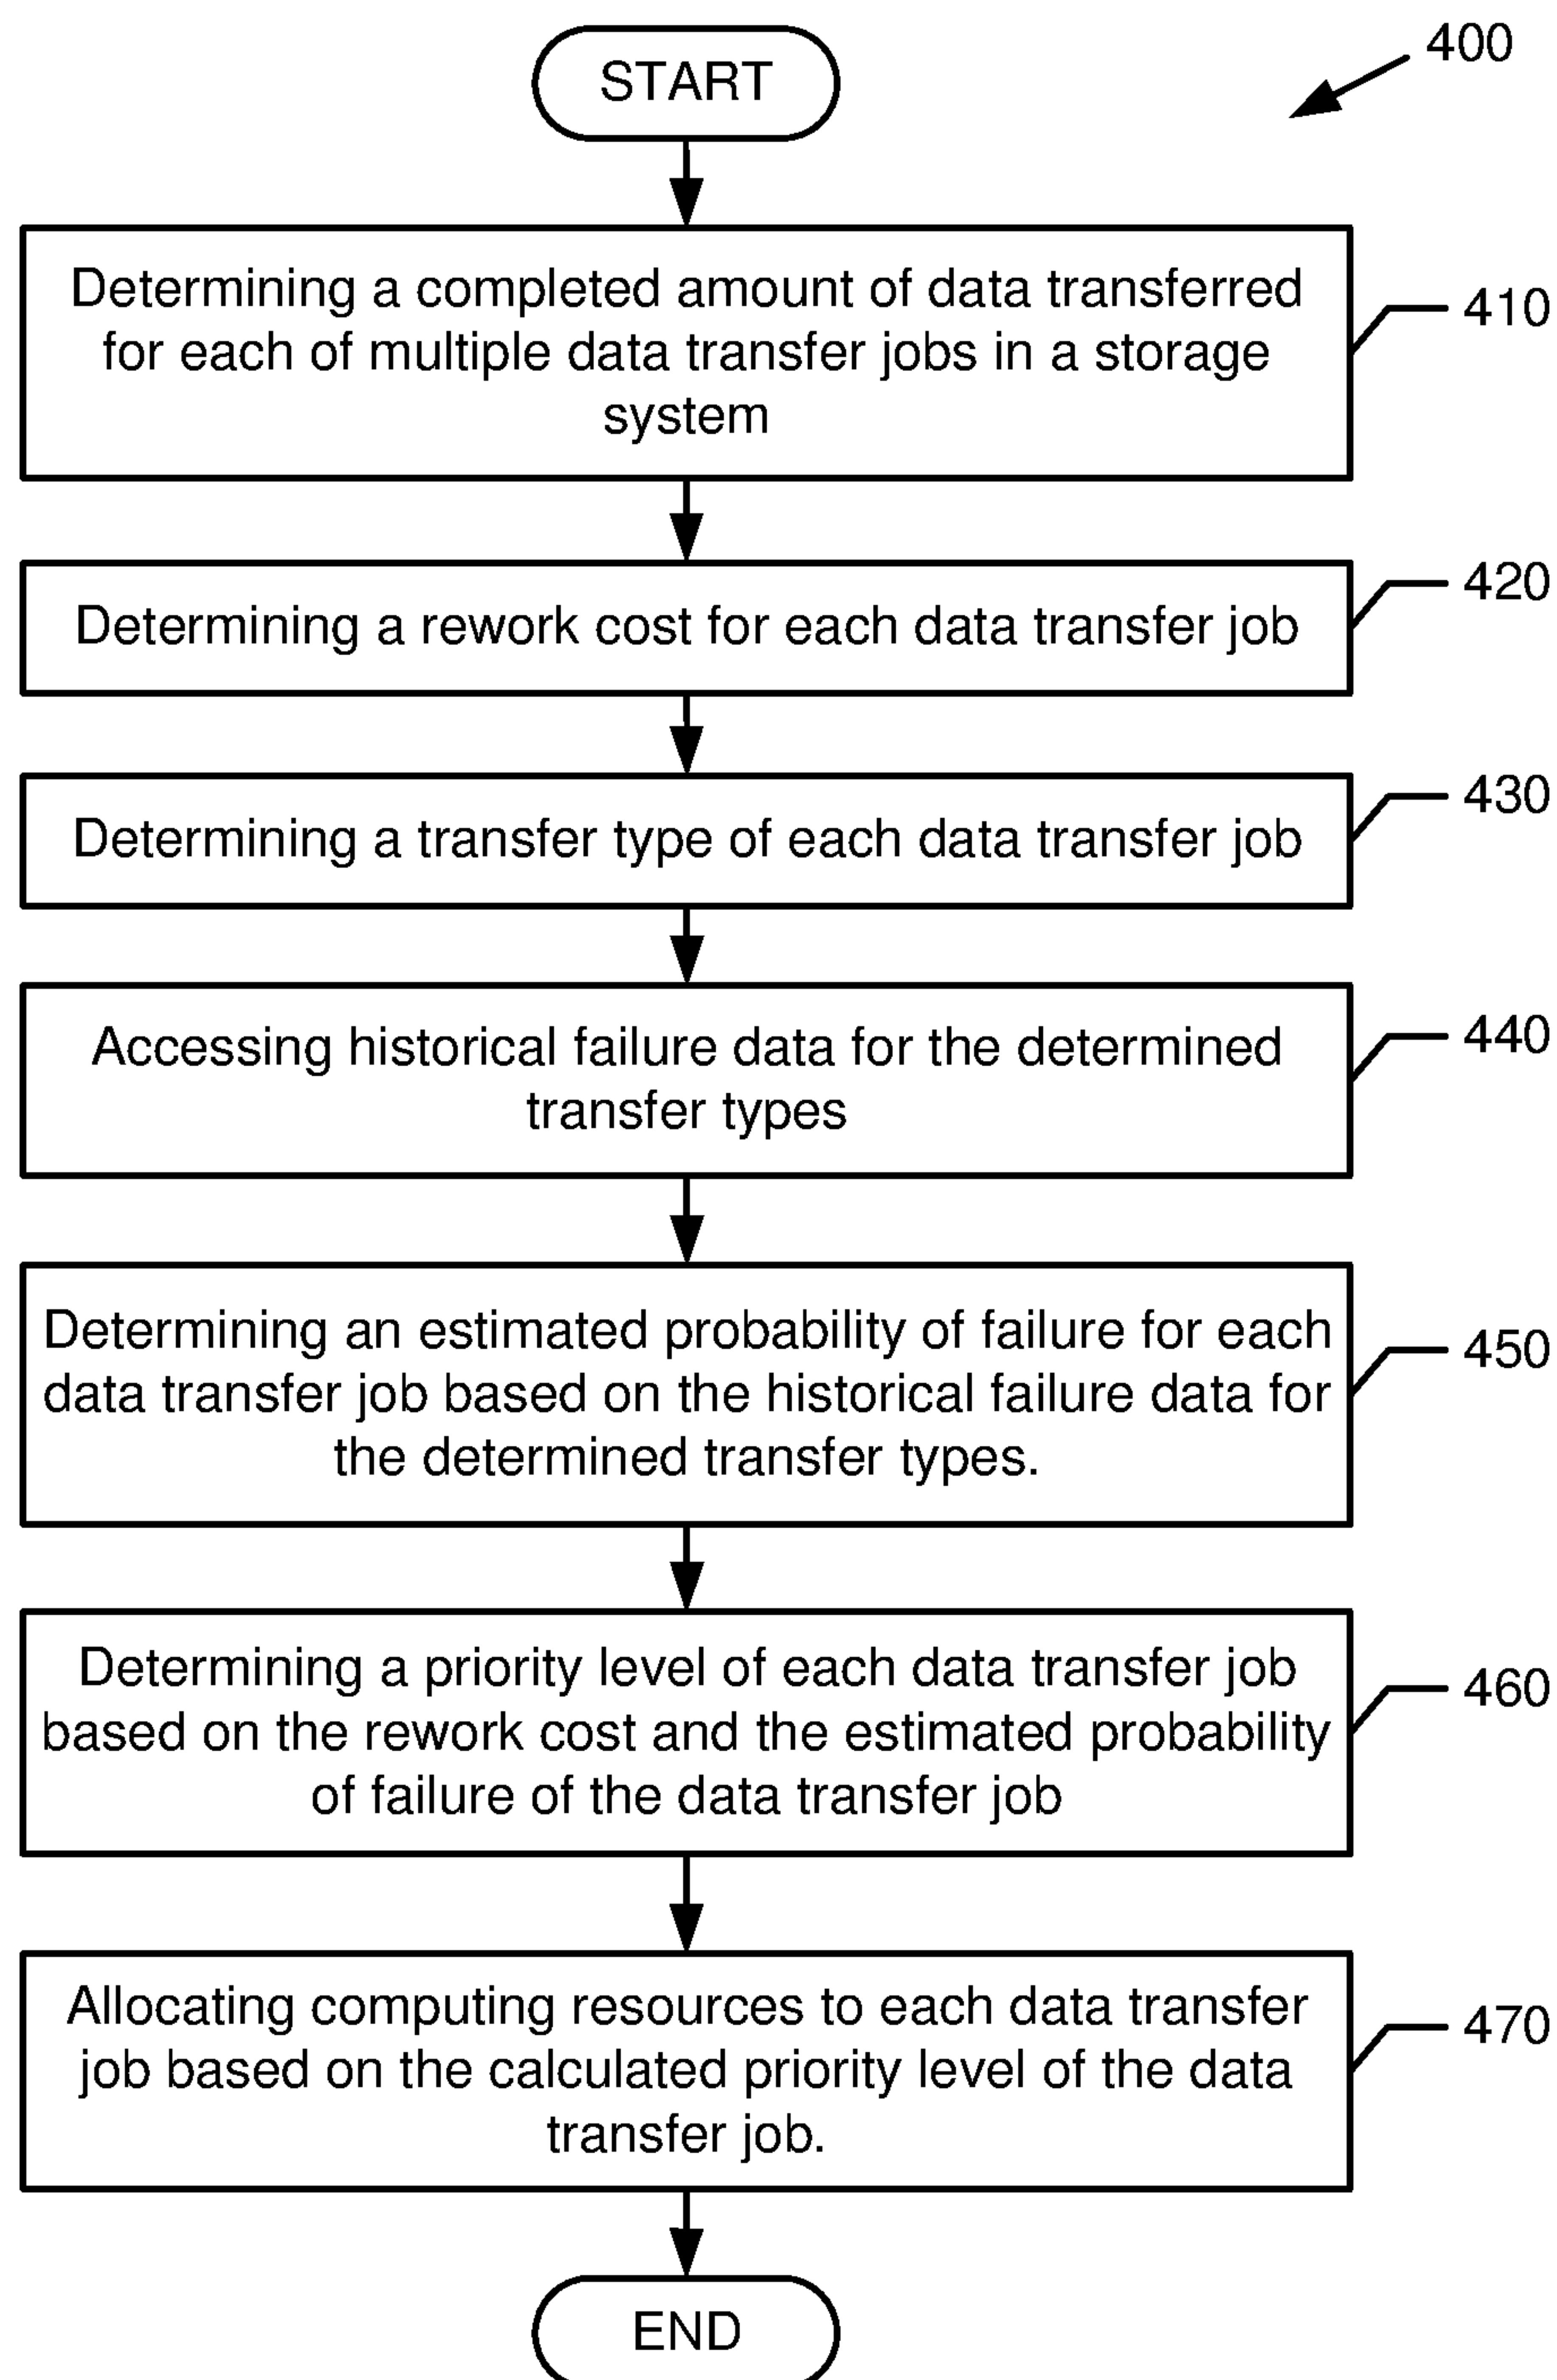 START
400
Determining a completed amount of data transferred
for each of multiple data transfer jobs in a storage
system
410
Determining a rework cost for each data transfer job
420
Determining a transfer type of each data transfer job
430
Accessing historical failure data for the determined
transfer types
440
Determining an estimated probability of failure for each
data transfer job based on the historical failure data for
the determined transfer types.
450
Determining a priority level of each data transfer job
based on the rework cost and the estimated probability
of failure of the data transfer job
460
Allocating computing resources to each data transfer
job based on the calculated priority level of the data
transfer job.
470
END